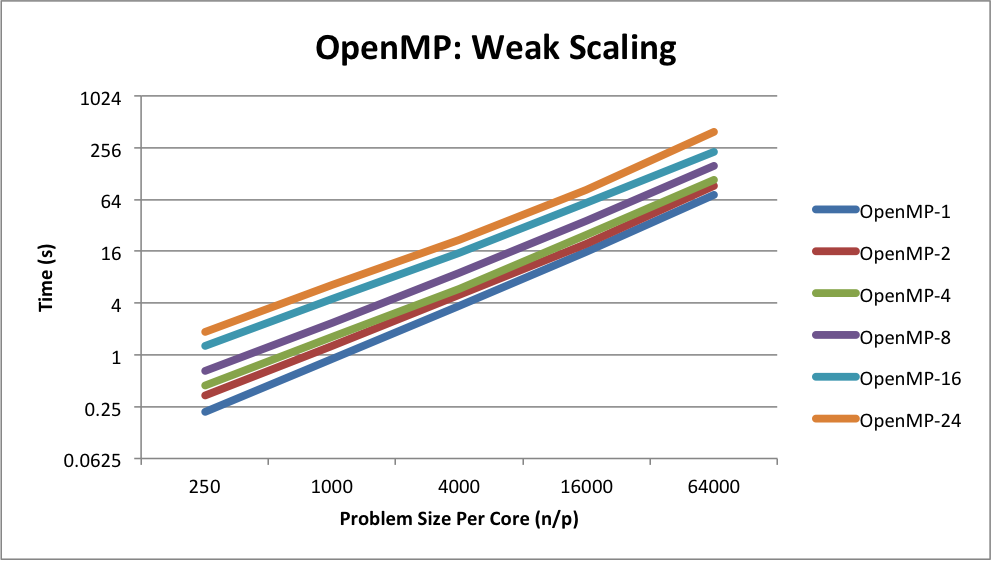 OpenMP: Weak Scaling
1024
256
64
16
4
1
0.25
0.0625
Time (s)
250 1000 4000 16000 64000
Problem Size Per Core (n/p)
OpenMP-1
OpenMP-2
OpenMP-4
OpenMP-8
OpenMP-16
OpenMP-24